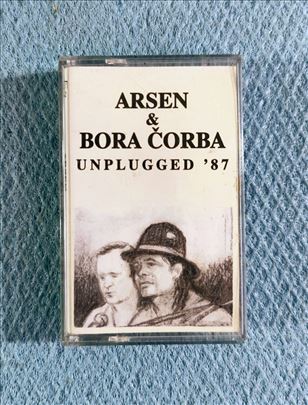 ARSEN
&
BORA ČORBA
UNPLUGGED '87